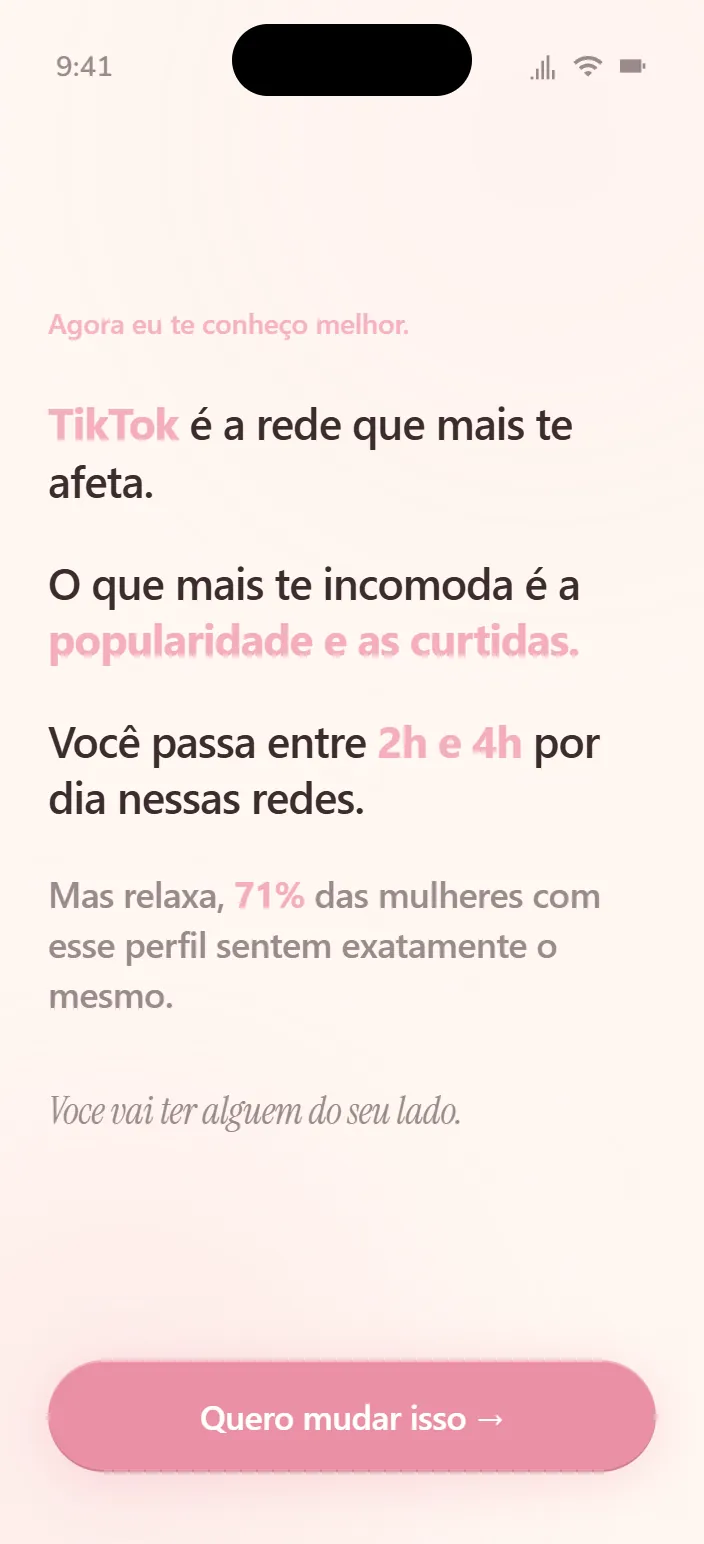 9:41
Agora eu te conheço melhor.
TikTok é a rede que mais te
afeta.
O que mais te incomoda é a
popularidade e as curtidas.
Você passa entre 2h e 4h por
dia nessas redes.
Mas relaxa, 71% das mulheres com
esse perfil sentem exatamente o
mesmo.
Voce vai ter alguem do seu lado.
Quero mudar isso →